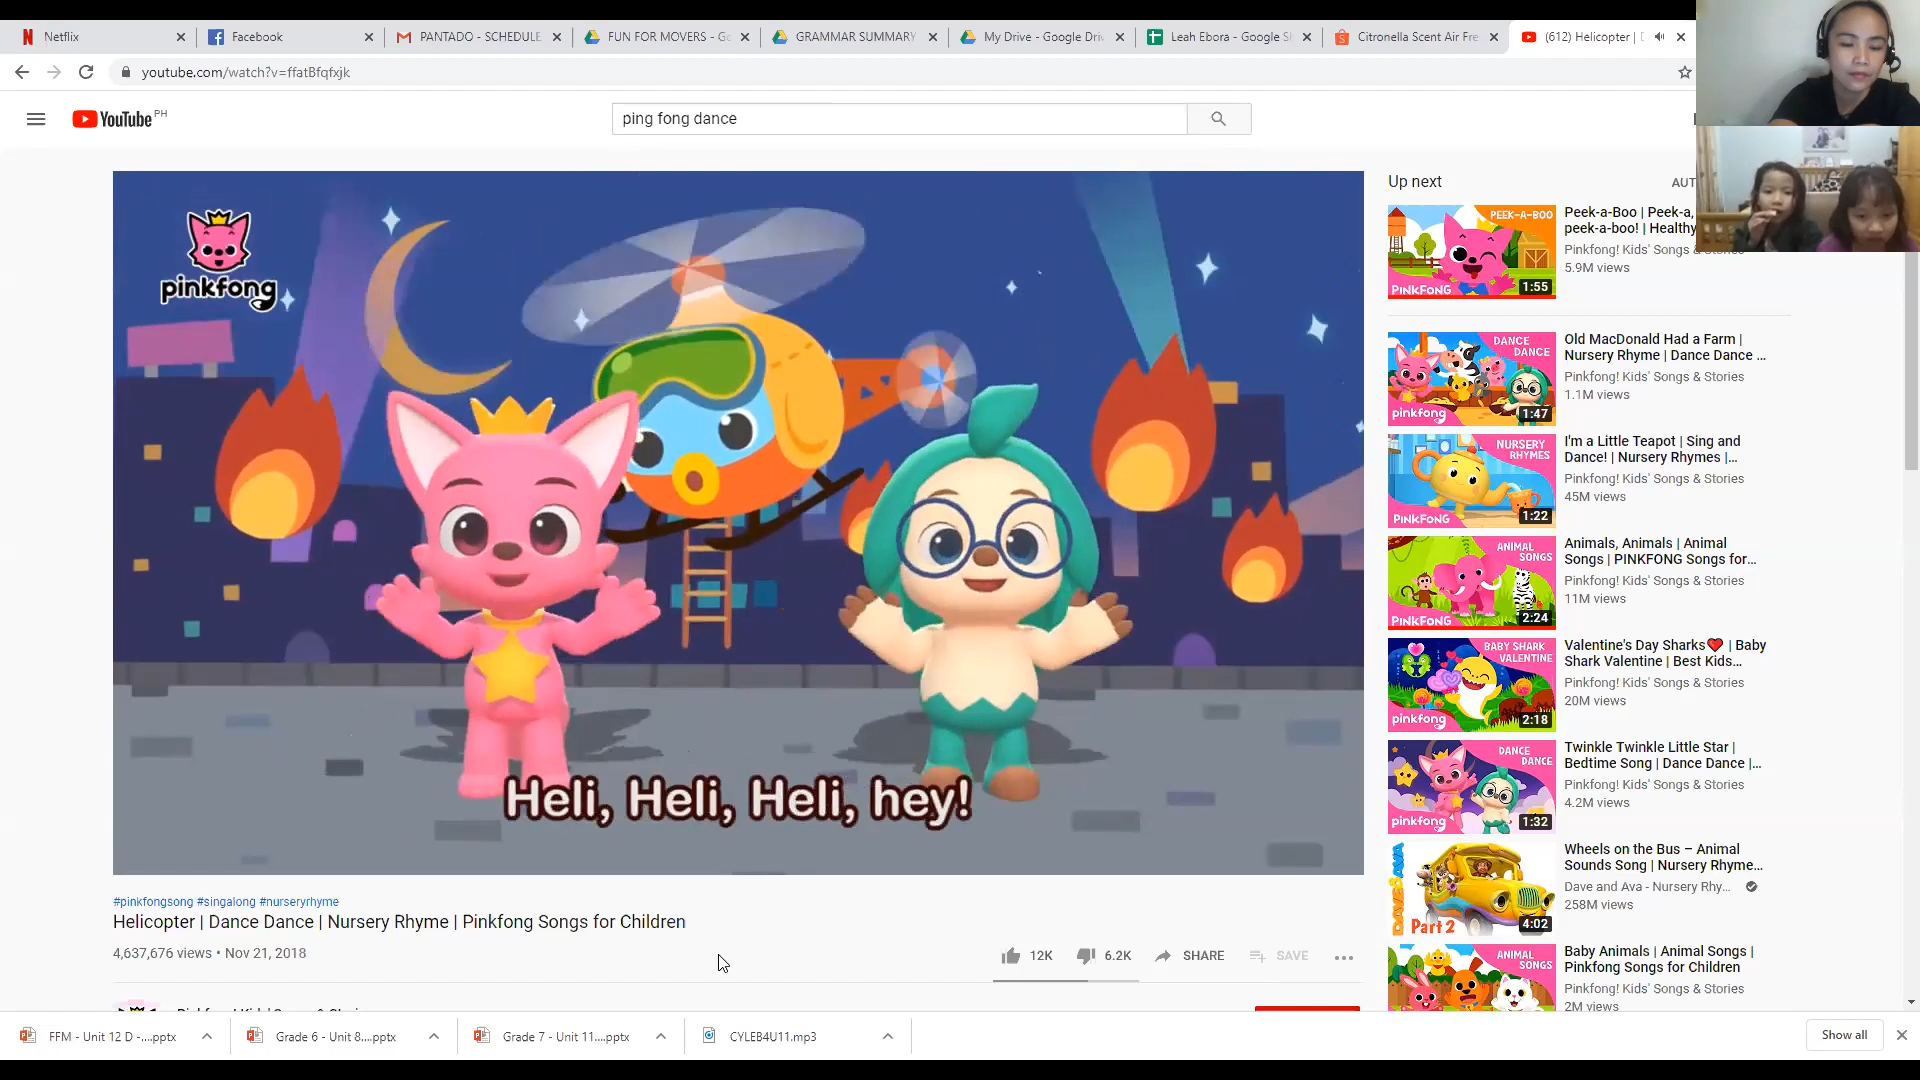 Netflix
Facebook
PANTADO - SCHEDULE
FUN FOR MOVERS - Go
GRAMMAR SUMMARY
My Drive - Google Driv
Leah Ebora - Google S
Citronella Scent Air Fre
(612) Helicopter |
youtube.com/watch?v=ffatBfqfxjk
YouTube PH
ping fong dance
pinkfong
Heli, Heli, Heli, hey!
#pinkfongsong #singalong #nurseryrhyme
Helicopter | Dance Dance | Nursery Rhyme | Pinkfong Songs for Children
4,637,676 views • Nov 21, 2018
12K
6.2K
SHARE
SAVE
Up next
AUT
PEEK-A-BOO
PINKFONG
1:55
Peek-a-Boo | Peek-a,
peek-a-boo! | Healthy
Pinkfong! Kids' Songs & Stories
5.9M views
DANCE DANCE
pinkfong
1:47
Old MacDonald Had a Farm |
Nursery Rhyme | Dance Dance ...
Pinkfong! Kids' Songs & Stories
1.1M views
NURSERY RHYMES
PINKFONG
1:22
I'm a Little Teapot | Sing and
Dance! | Nursery Rhymes |...
Pinkfong! Kids' Songs & Stories
45M views
ANIMAL SONGS
PINKFONG
2:24
Animals, Animals | Animal
Songs | PINKFONG Songs for...
Pinkfong! Kids' Songs & Stories
11M views
BABY SHARK VALENTINE
pinkfong
2:18
Valentine's Day Sharks❤️ | Baby
Shark Valentine | Best Kids...
Pinkfong! Kids' Songs & Stories
20M views
DANCE DANCE
pinkfong
1:32
Twinkle Twinkle Little Star |
Bedtime Song | Dance Dance |...
Pinkfong! Kids' Songs & Stories
4.2M views
Part 2
4:02
Wheels on the Bus – Animal
Sounds Song | Nursery Rhyme...
Dave and Ava - Nursery Rhy...
258M views
ANIMAL SONGS
Baby Animals | Animal Songs |
Pinkfong Songs for Children
Pinkfong! Kids' Songs & Stories
2M views
FFM - Unit 12 D -....pptx
Grade 6 - Unit 8....pptx
Grade 7 - Unit 11....pptx
CYLEB4U11.mp3
Show all